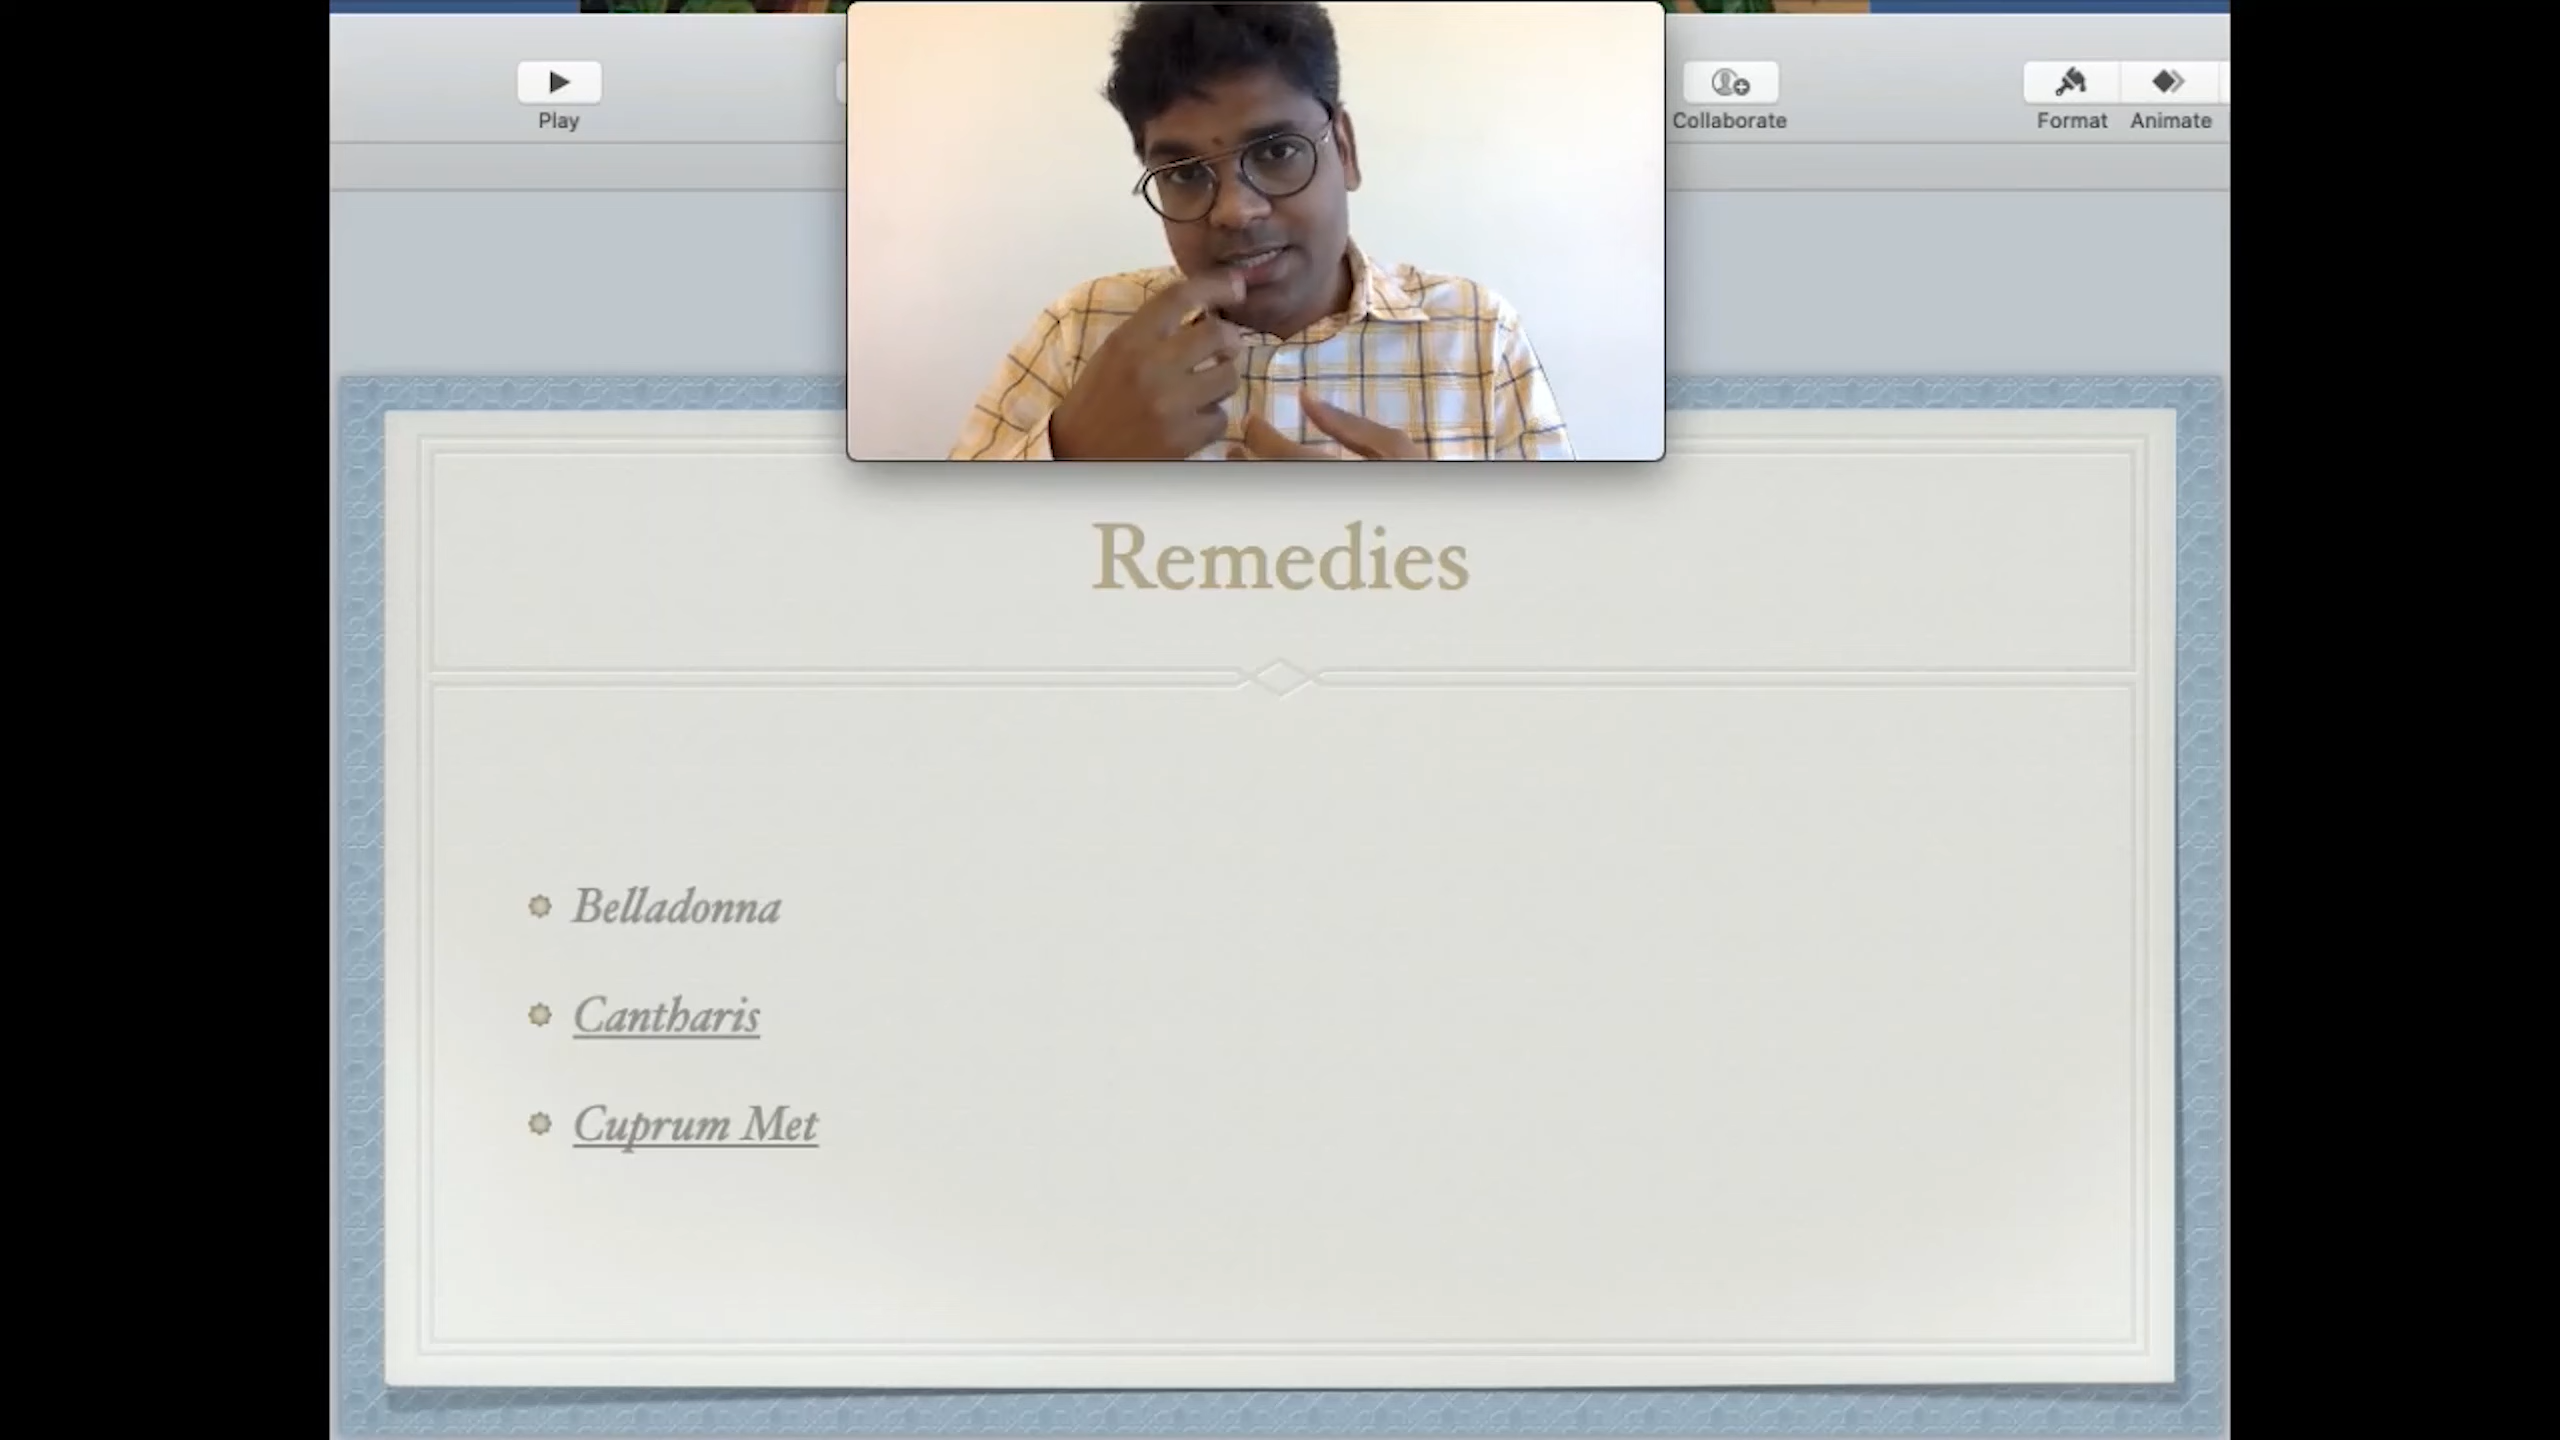 Play
Collaborate
Format
Animate
Remedies
Belladonna
Cantharis
Cuprum Met